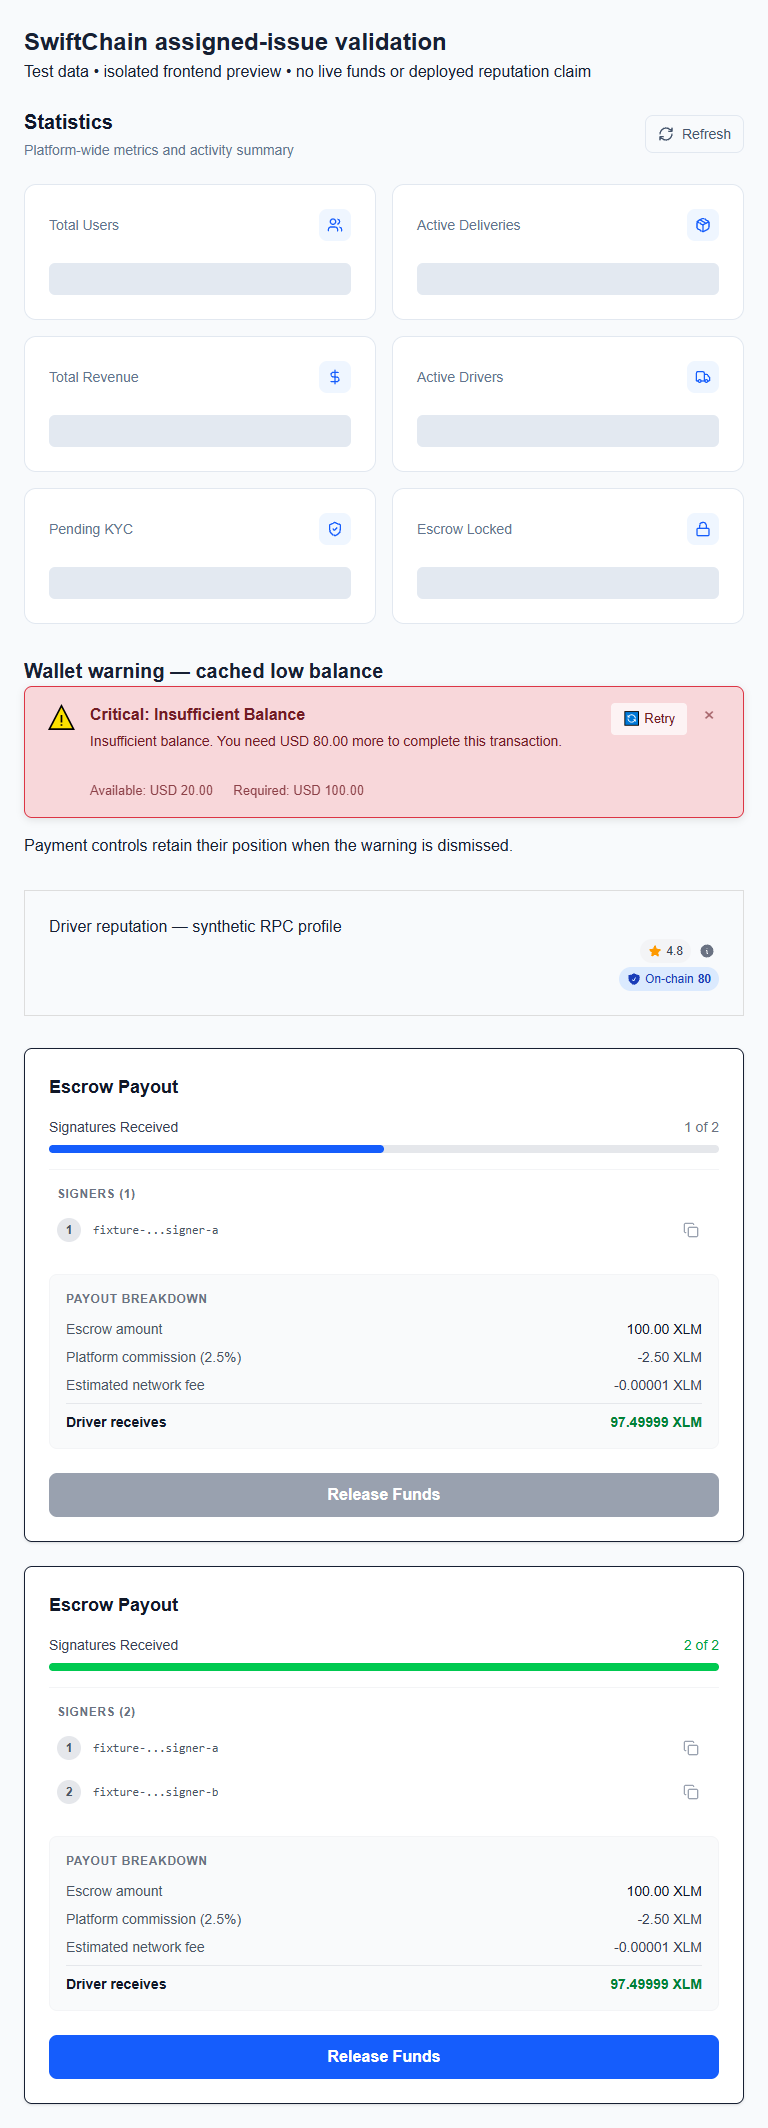 SwiftChain assigned-issue validation
Test data • isolated frontend preview • no live funds or deployed reputation claim
Statistics
Platform-wide metrics and activity summary
Refresh
Total Users
Active Deliveries
Total Revenue
Active Drivers
Pending KYC
Escrow Locked
Wallet warning — cached low balance
Critical: Insufficient Balance
Insufficient balance. You need USD 80.00 more to complete this transaction.
Retry
×
Available: USD 20.00 Required: USD 100.00
Payment controls retain their position when the warning is dismissed.
Driver reputation — synthetic RPC profile
4.8
On-chain 80
Escrow Payout
Signatures Received 1 of 2
SIGNERS (1)
1 fixture-...signer-a
PAYOUT BREAKDOWN
Escrow amount 100.00 XLM
Platform commission (2.5%) -2.50 XLM
Estimated network fee -0.00001 XLM
Driver receives 97.49999 XLM
Release Funds
Escrow Payout
Signatures Received 2 of 2
SIGNERS (2)
1 fixture-...signer-a
2 fixture-...signer-b
PAYOUT BREAKDOWN
Escrow amount 100.00 XLM
Platform commission (2.5%) -2.50 XLM
Estimated network fee -0.00001 XLM
Driver receives 97.49999 XLM
Release Funds